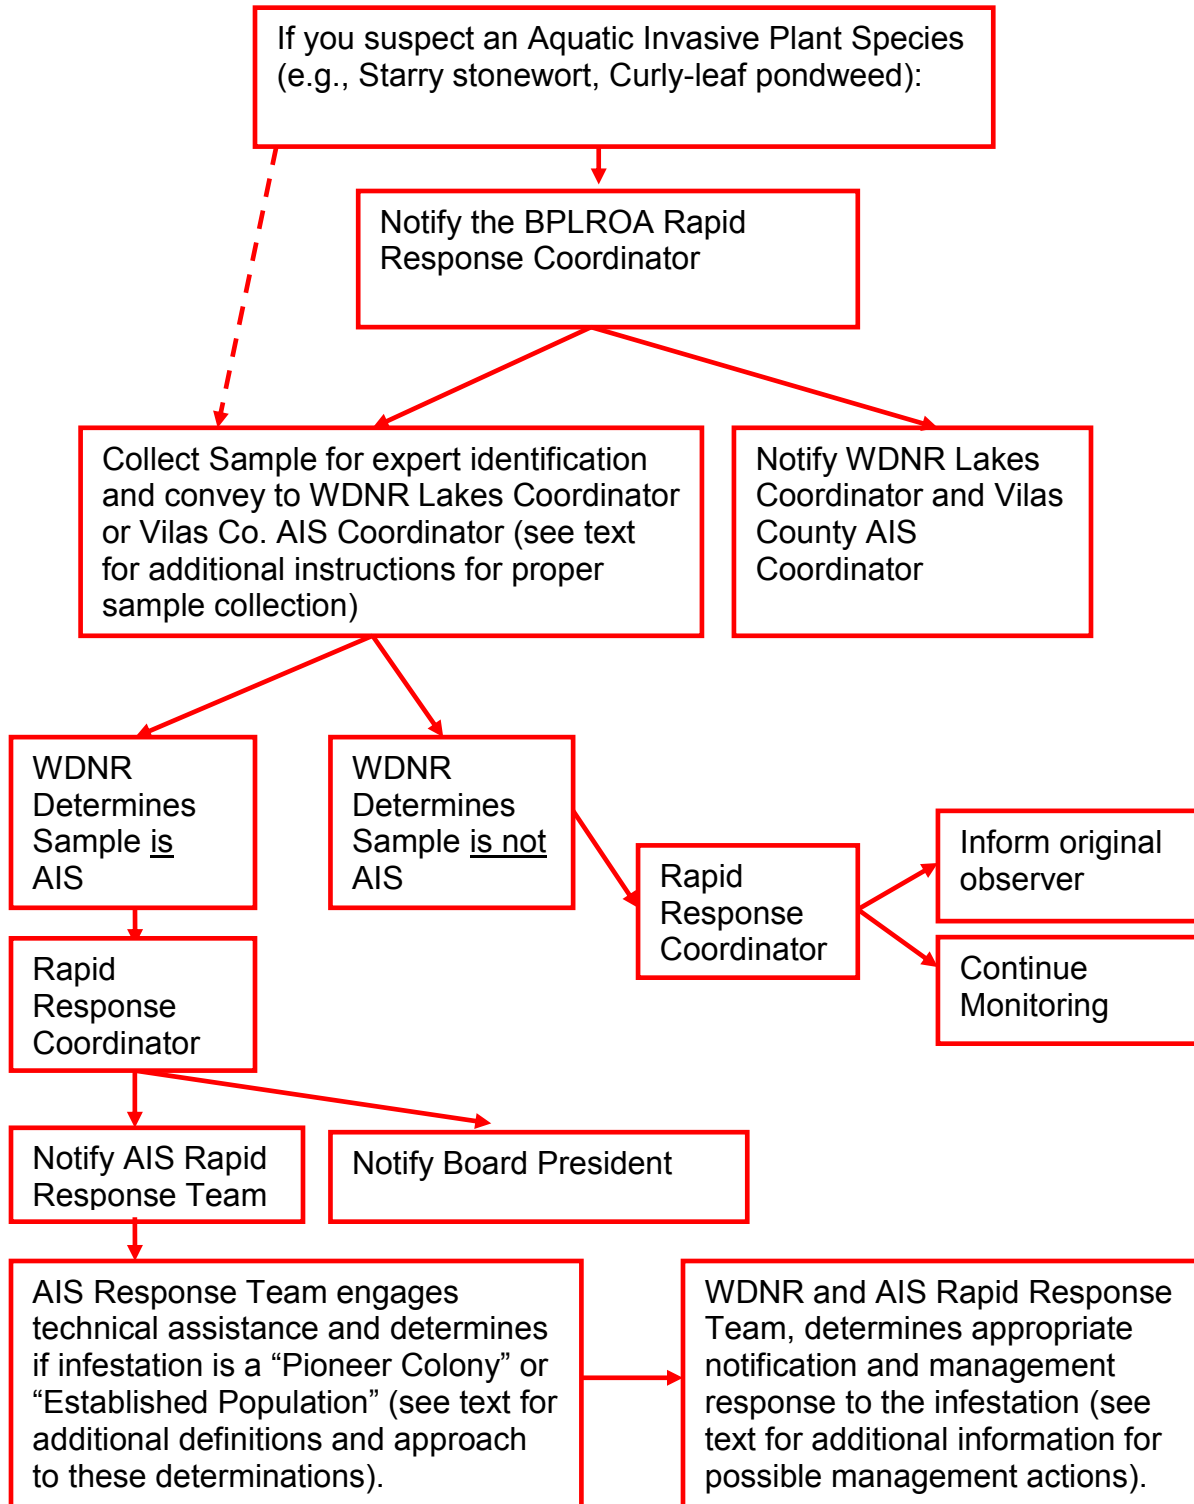 If you suspect an Aquatic Invasive Plant Species
(e.g., Starry stonewort, Curly-leaf pondweed):
Notify the BPLROA Rapid
Response Coordinator
Collect Sample for expert identification
and convey to WDNR Lakes Coordinator
or Vilas Co. AIS Coordinator (see text
for additional instructions for proper
sample collection)
Notify WDNR Lakes
Coordinator and Vilas
County AIS
Coordinator
WDNR
Determines
Sample is
AIS
WDNR
Determines
Sample is not
AIS
Rapid
Response
Coordinator
Inform original
observer
Continue
Monitoring
Rapid
Response
Coordinator
Notify AIS Rapid
Response Team
Notify Board President
AIS Response Team engages
technical assistance and determines
if infestation is a “Pioneer Colony” or
“Established Population” (see text for
additional definitions and approach
to these determinations).
WDNR and AIS Rapid Response
Team, determines appropriate
notification and management
response to the infestation (see
text for additional information for
possible management actions).